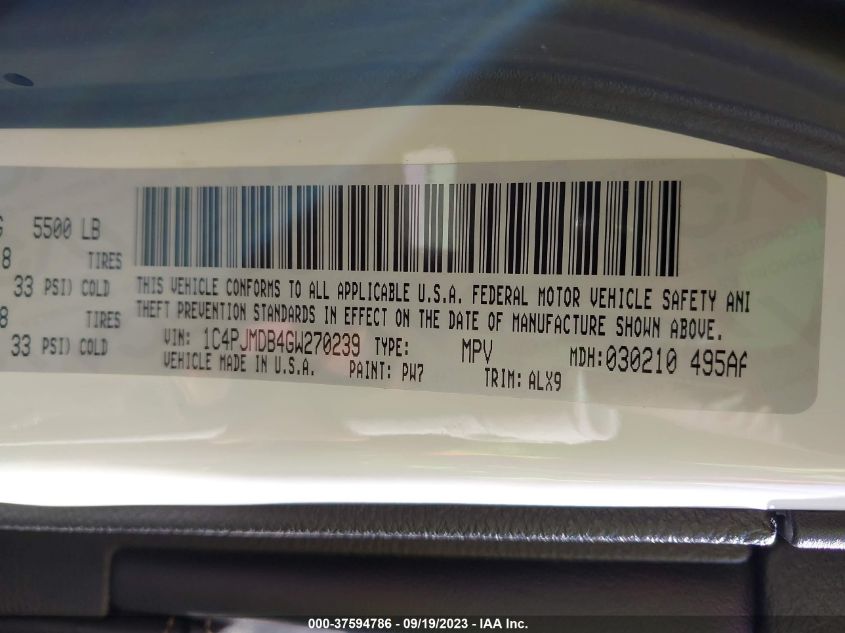 5500 LB
8 TIRES
33 PSI) COLD
8 TIRES
33 PSI) COLD
THIS VEHICLE CONFORMS TO ALL APPLICABLE U.S.A. FEDERAL MOTOR VEHICLE SAFETY ANI
THEFT PREVENTION STANDARDS IN EFFECT ON THE DATE OF MANUFACTURE SHOWN ABOVE.
VIN: 1C4PJMDB4GW270239 TYPE: MPV MDH:030210 495AA
VEHICLE MADE IN U.S.A. PAINT: PW7 TRIM: ALX9
000-37594786 - 09/19/2023 - IAA Inc.